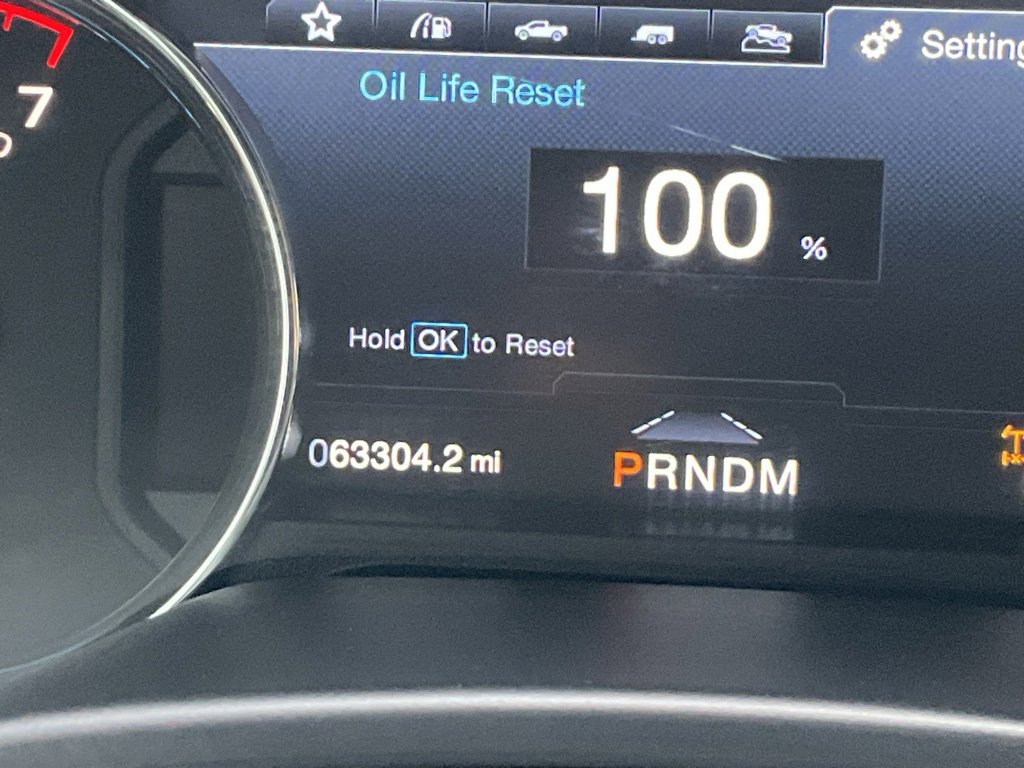 Setting
Oil Life Reset
7
100 %
Hold OK to Reset
063304.2 mi
PRNDM